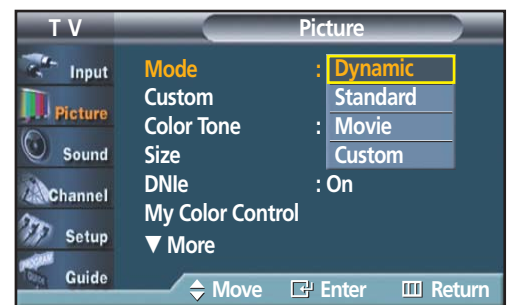 T V
Picture
Input
Picture
Sound
Channel
Setup
Guide
Mode : Dynamic
Custom Standard
Color Tone : Movie
Size Custom
DNIe : On
My Color Control
▼ More
Move Enter Return